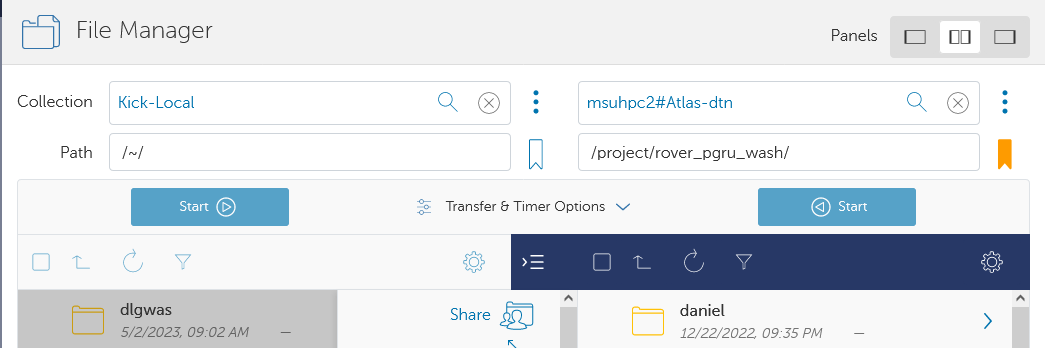 File Manager
Panels
Collection
Kick-Local
msuhpc2#Atlas-dtn
Path
/~/
/project/rover_pgru_wash/
Start
Transfer & Timer Options
Start
dlgwas
5/2/2023, 09:02 AM —
Share
daniel
12/22/2022, 09:35 PM —